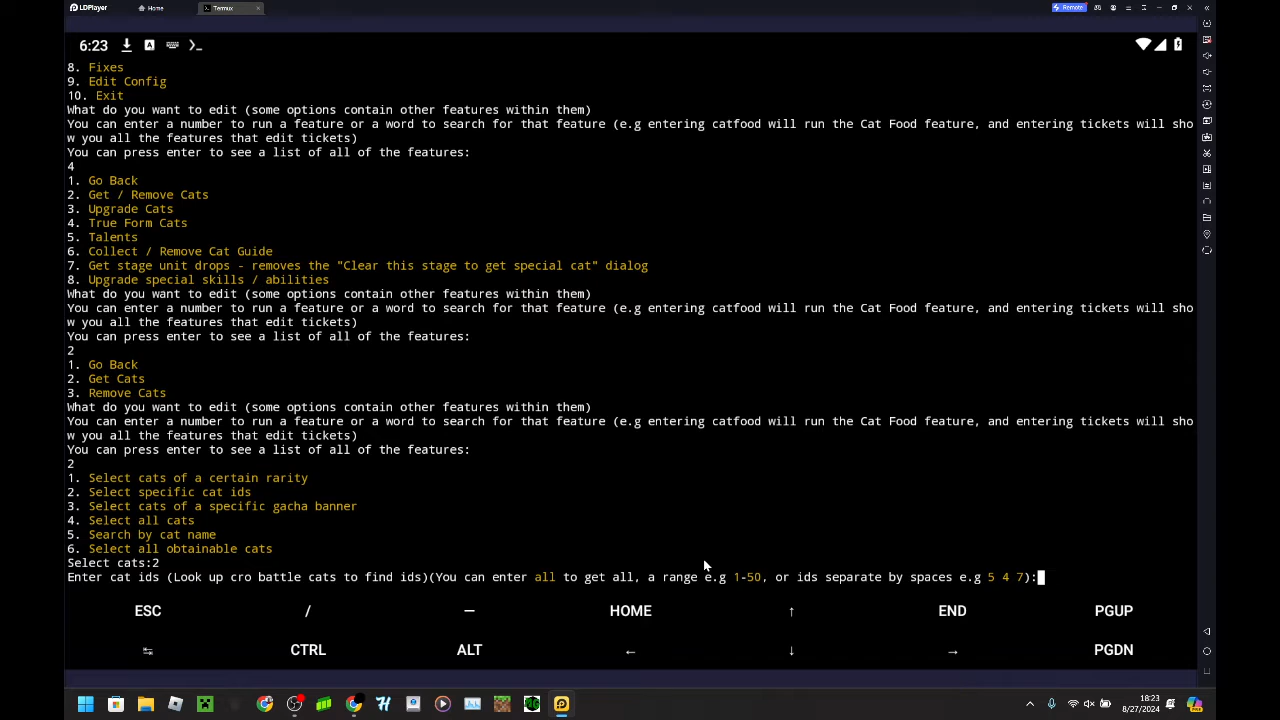 LDPlayer
Home
Termux
Remote
6:23
8. Fixes
9. Edit Config
10. Exit
What do you want to edit (some options contain other features within them)
You can enter a number to run a feature or a word to search for that feature (e.g entering catfood will run the Cat Food feature, and entering tickets will sho
w you all the features that edit tickets)
You can press enter to see a list of all of the features:
4
1. Go Back
2. Get / Remove Cats
3. Upgrade Cats
4. True Form Cats
5. Talents
6. Collect / Remove Cat Guide
7. Get stage unit drops - removes the "Clear this stage to get special cat" dialog
8. Upgrade special skills / abilities
What do you want to edit (some options contain other features within them)
You can enter a number to run a feature or a word to search for that feature (e.g entering catfood will run the Cat Food feature, and entering tickets will sho
w you all the features that edit tickets)
You can press enter to see a list of all of the features:
2
1. Go Back
2. Get Cats
3. Remove Cats
What do you want to edit (some options contain other features within them)
You can enter a number to run a feature or a word to search for that feature (e.g entering catfood will run the Cat Food feature, and entering tickets will sho
w you all the features that edit tickets)
You can press enter to see a list of all of the features:
2
1. Select cats of a certain rarity
2. Select specific cat ids
3. Select cats of a specific gacha banner
4. Select all cats
5. Search by cat name
6. Select all obtainable cats
Select cats:2
Enter cat ids (Look up cro battle cats to find ids)(You can enter all to get all, a range e.g 1-50, or ids separate by spaces e.g 5 4 7):
ESC / — HOME ↑ END PGUP
↹ CTRL ALT ← ↓ → PGDN
18:23
8/27/2024